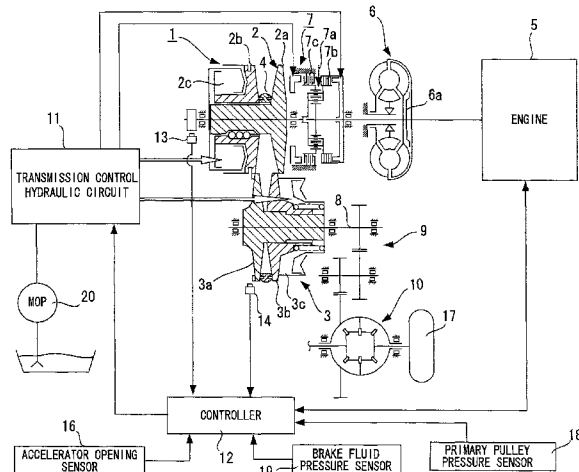 1
2b
2
2a
7
7c
7a
7b
6
5
2c
4
6a
ENGINE
11
13
TRANSMISSION CONTROL
HYDRAULIC CIRCUIT
8
9
3a
MOP
20
3b
3c
3
14
10
17
16
CONTROLLER
12
18
ACCELERATOR OPENING
SENSOR
BRAKE FLUID
PRESSURE SENSOR
19
PRIMARY PULLEY
PRESSURE SENSOR